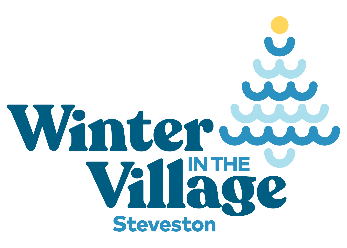 Winter
IN THE
Village
Steveston